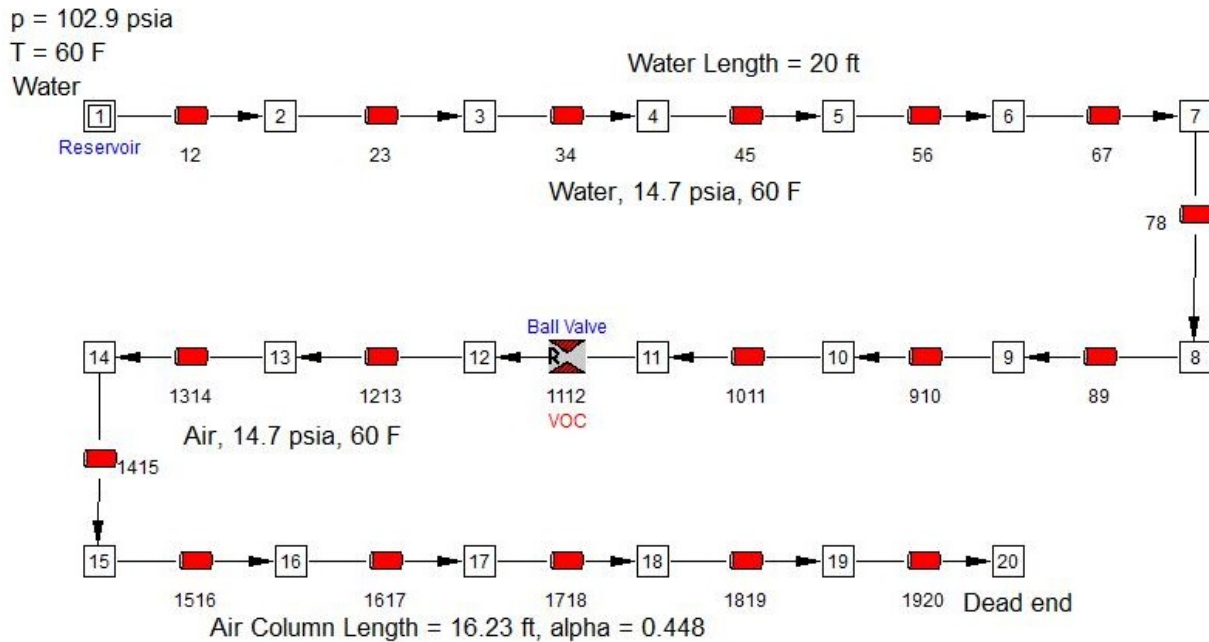 p = 102.9 psia
T = 60 F
Water
Water Length = 20 ft
1 2 3 4 5 6 7
Reservoir
12 23 34 45 56 67
Water, 14.7 psia, 60 F
78
Ball Valve
14 13 12 R 11 10 9 8
1314 1213 1112 1011 910 89
VOC
Air, 14.7 psia, 60 F
1415
15 16 17 18 19 20
1516 1617 1718 1819 1920 Dead end
Air Column Length = 16.23 ft, alpha = 0.448